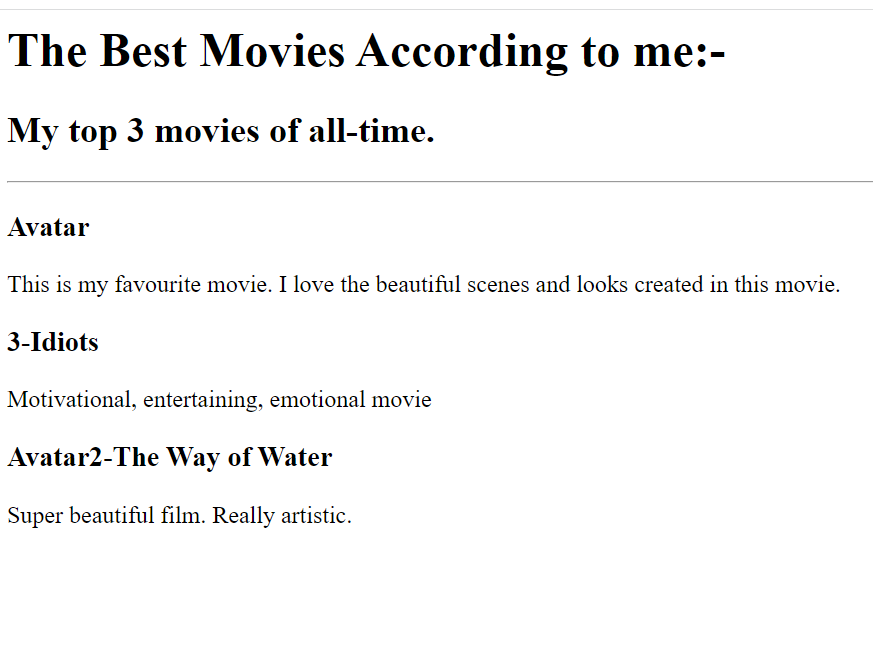 The Best Movies According to me:-
My top 3 movies of all-time.
Avatar
This is my favourite movie. I love the beautiful scenes and looks created in this movie.
3-Idiots
Motivational, entertaining, emotional movie
Avatar2-The Way of Water
Super beautiful film. Really artistic.